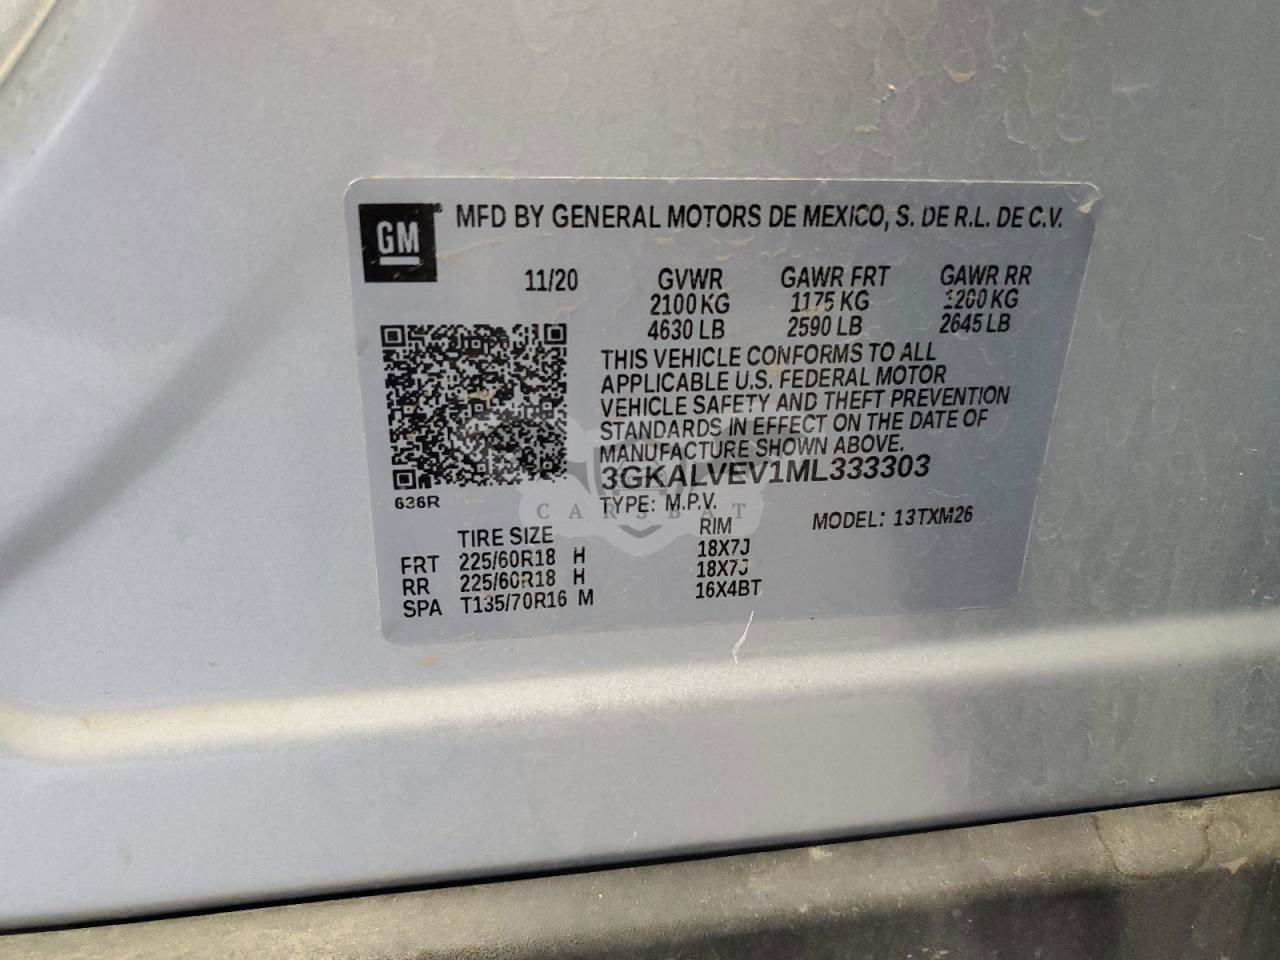 GM
MFD BY GENERAL MOTORS DE MEXICO, S. DE R.L. DE C.V.
11/20 GVWR GAWR FRT GAWR RR
2100 KG 1175 KG 1200 KG
4630 LB 2590 LB 2645 LB
THIS VEHICLE CONFORMS TO ALL
APPLICABLE U.S. FEDERAL MOTOR
VEHICLE SAFETY AND THEFT PREVENTION
STANDARDS IN EFFECT ON THE DATE OF
MANUFACTURE SHOWN ABOVE.
3GKALVEV1ML333303
636R
TYPE: M.P.V.
CARSBAT
MODEL: 13TXM26
TIRE SIZE RIM
FRT 225/60R18 H 18X7J
RR 225/60R18 H 18X7J
SPA T135/70R16 M 16X4BT